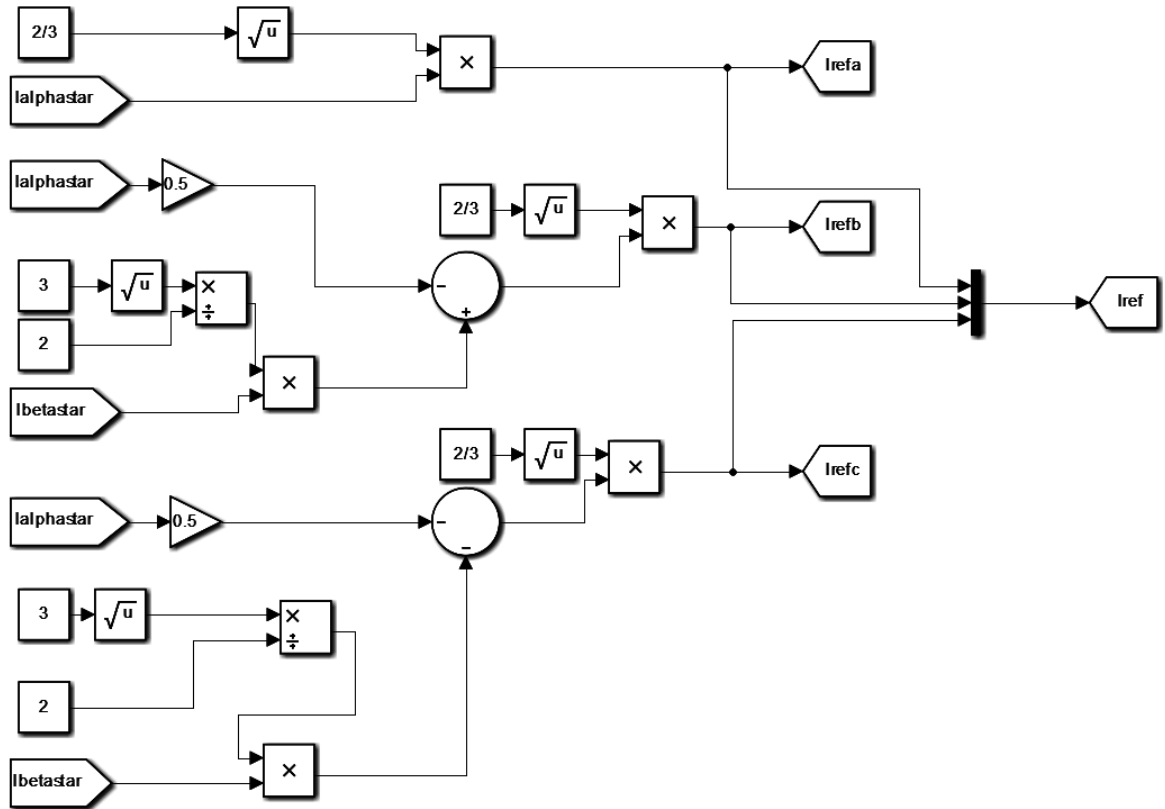 2/3
√u
×
Irefa
Ialphastar
Ialphastar
0.5
2/3
√u
×
Irefb
3
√u
×
÷
-
+
Iref
2
×
Ibetastar
2/3
√u
×
Irefc
Ialphastar
0.5
-
-
3
√u
×
÷
2
×
Ibetastar